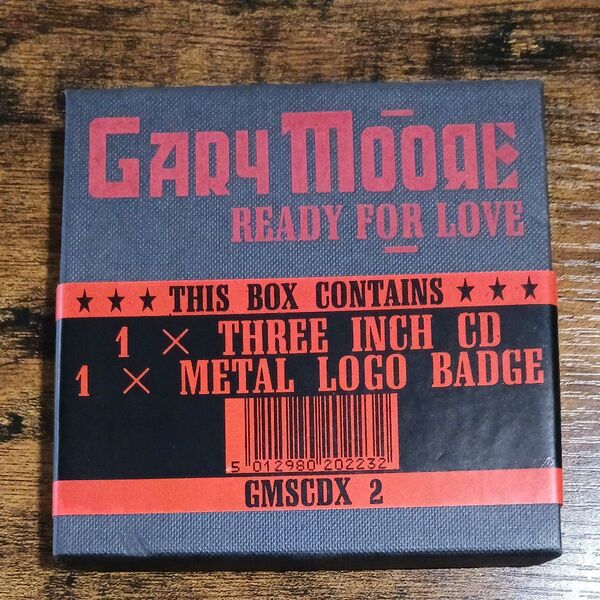 GARY MOORE
READY FOR LOVE
★ ★ ★ THIS BOX CONTAINS ★ ★ ★
1 × THREE INCH CD
1 × METAL LOGO BADGE
5 012980 202232
GMSCDX 2